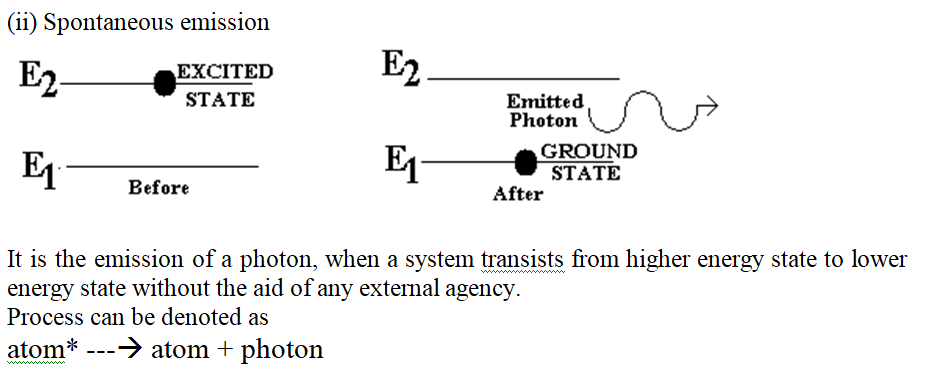 (ii) Spontaneous emission
E2 EXCITED
STATE
E1
Before
E2
Emitted
Photon
E1 GROUND
STATE
After
It is the emission of a photon, when a system transists from higher energy state to lower
energy state without the aid of any external agency.
Process can be denoted as
atom* ---→ atom + photon